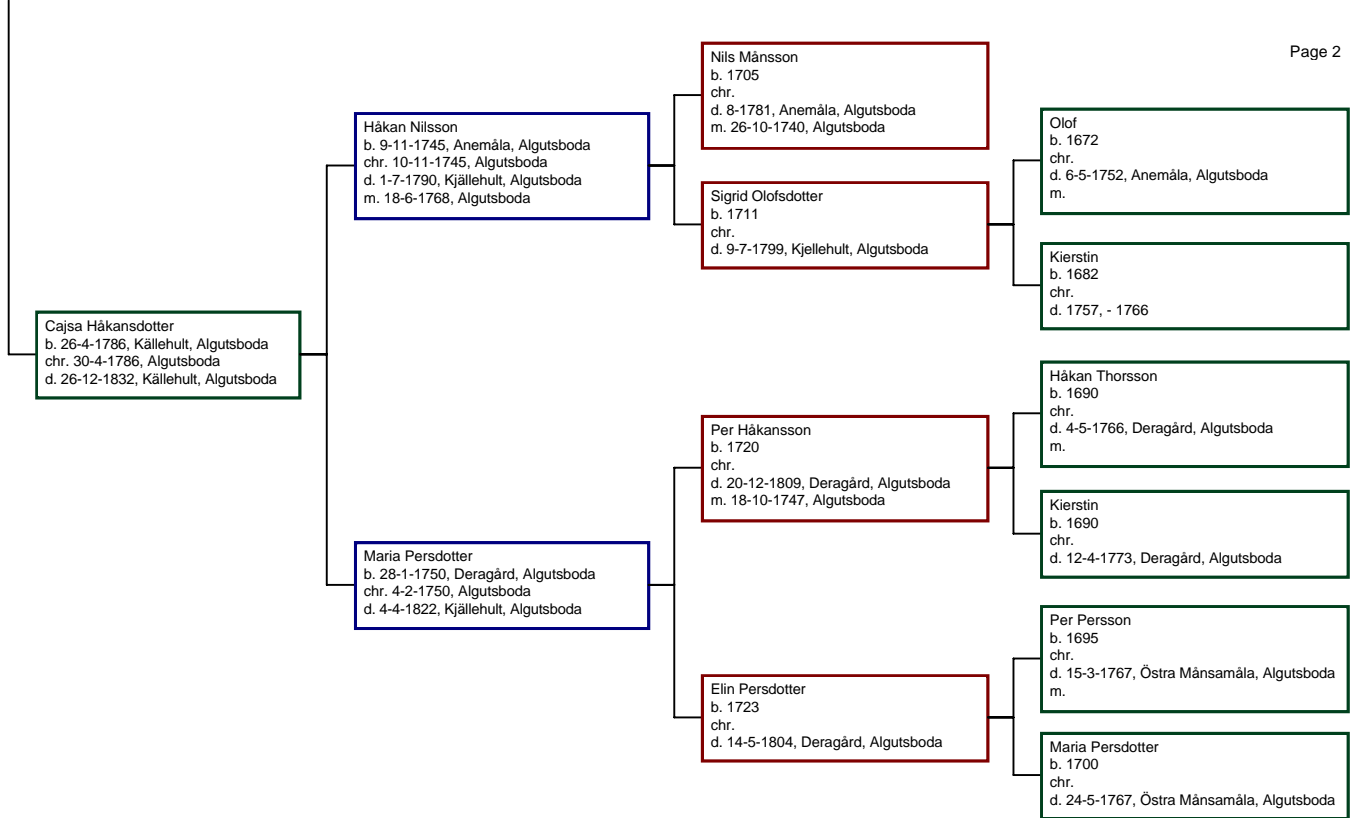 Page 2
Nils Månsson
b. 1705
chr.
d. 8-1781, Anemåla, Algutsboda
m. 26-10-1740, Algutsboda
Olof
b. 1672
chr.
d. 6-5-1752, Anemåla, Algutsboda
m.
Håkan Nilsson
b. 9-11-1745, Anemåla, Algutsboda
chr. 10-11-1745, Algutsboda
d. 1-7-1790, Kjällehult, Algutsboda
m. 18-6-1768, Algutsboda
Sigrid Olofsdotter
b. 1711
chr.
d. 9-7-1799, Kjellehult, Algutsboda
Kierstin
b. 1682
chr.
d. 1757, - 1766
Cajsa Håkansdotter
b. 26-4-1786, Källehult, Algutsboda
chr. 30-4-1786, Algutsboda
d. 26-12-1832, Källehult, Algutsboda
Håkan Thorsson
b. 1690
chr.
d. 4-5-1766, Deragård, Algutsboda
m.
Per Håkansson
b. 1720
chr.
d. 20-12-1809, Deragård, Algutsboda
m. 18-10-1747, Algutsboda
Kierstin
b. 1690
chr.
d. 12-4-1773, Deragård, Algutsboda
Maria Persdotter
b. 28-1-1750, Deragård, Algutsboda
chr. 4-2-1750, Algutsboda
d. 4-4-1822, Kjällehult, Algutsboda
Per Persson
b. 1695
chr.
d. 15-3-1767, Östra Månsamåla, Algutsboda
m.
Elin Persdotter
b. 1723
chr.
d. 14-5-1804, Deragård, Algutsboda
Maria Persdotter
b. 1700
chr.
d. 24-5-1767, Östra Månsamåla, Algutsboda